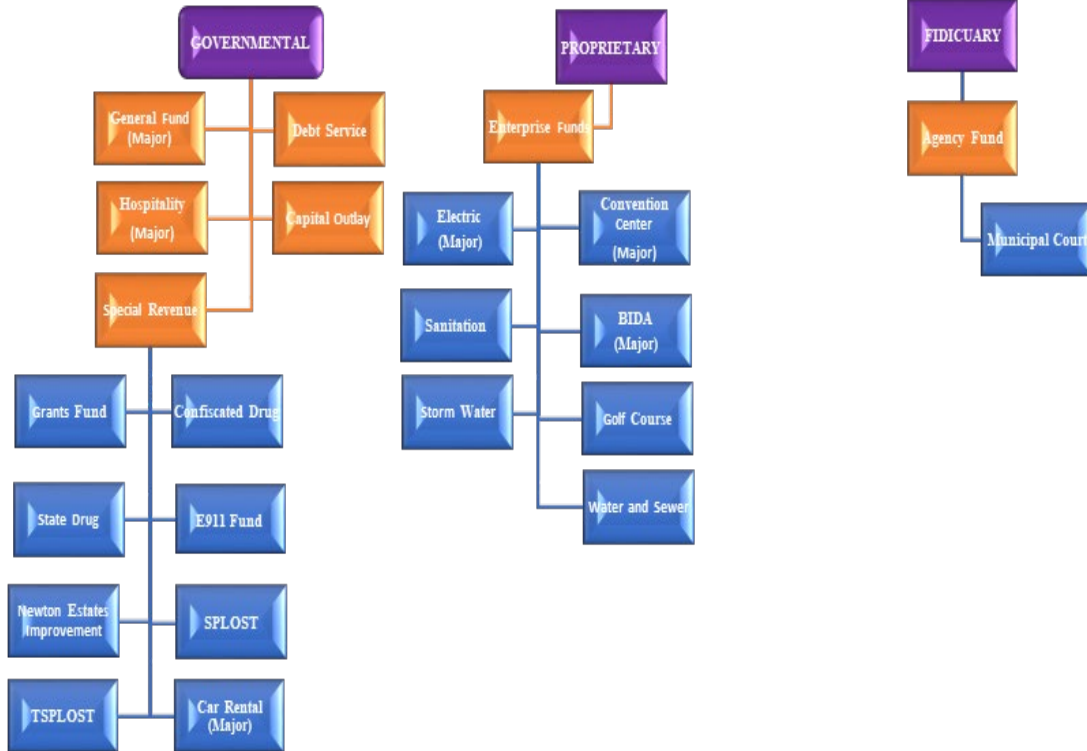 GOVERNMENTAL
General Fund
(Major)
Debt Service
Hospitality
(Major)
Capital Outlay
Special Revenue
Grants Fund
Confiscated Drug
State Drug
E911 Fund
Newton Estates
Improvement
SPLOST
TSPLOST
Car Rental
(Major)
PROPRIETARY
Enterprise Funds
Electric
(Major)
Convention
Center
(Major)
Sanitation
BIDA
(Major)
Storm Water
Golf Course
Water and Sewer
FIDICUARY
Agency Fund
Municipal Court